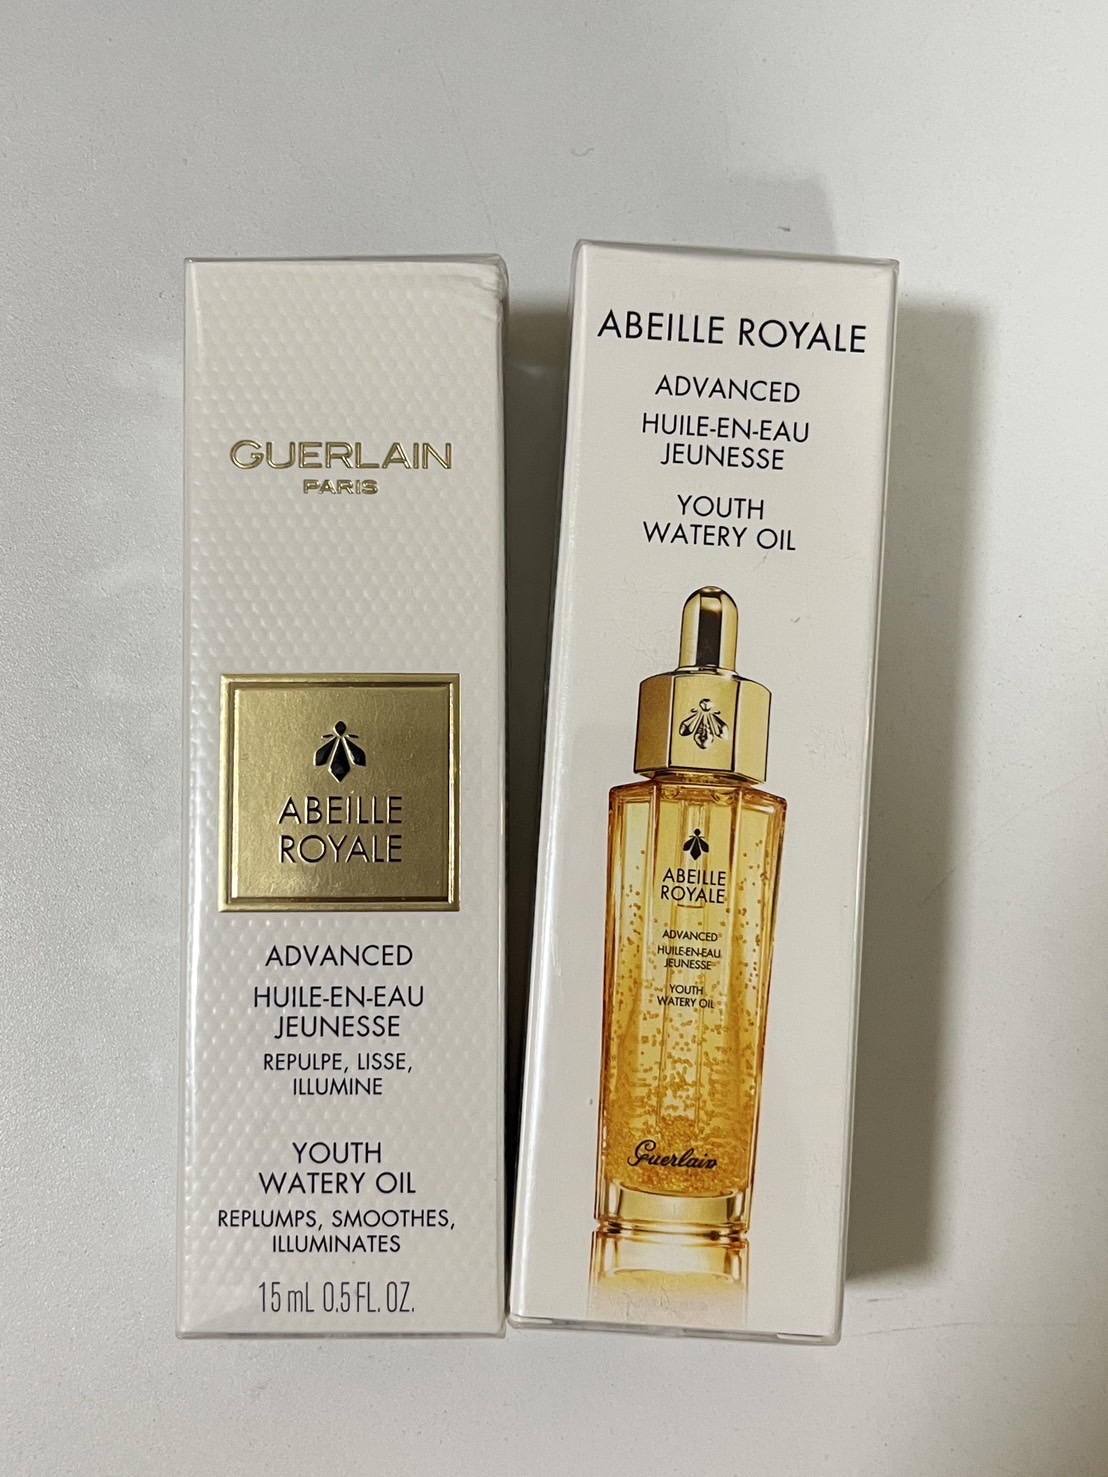 GUERLAIN
PARIS
ABEILLE
ROYALE
ADVANCED
HUILE-EN-EAU
JEUNESSE
REPULPE, LISSE,
ILLUMINE
YOUTH
WATERY OIL
REPLUMPS, SMOOTHES,
ILLUMINATES
15 mL 0.5 FL. OZ.
ABEILLE ROYALE
ADVANCED
HUILE-EN-EAU
JEUNESSE
YOUTH
WATERY OIL
ABEILLE
ROYALE
ADVANCED
HUILE-EN-EAU
JEUNESSE
YOUTH
WATERY OIL
Guerlain